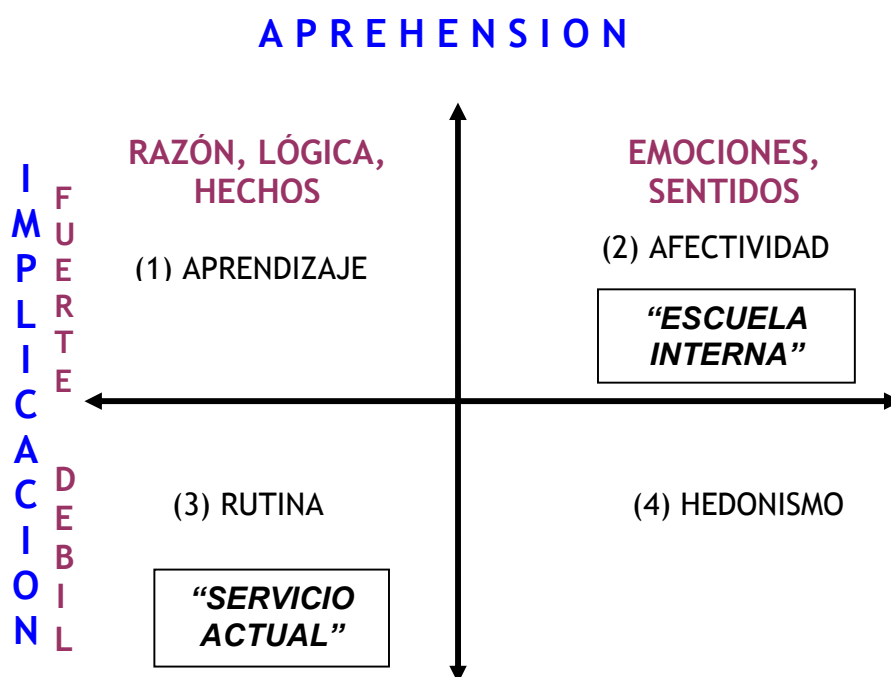 APREHENSION
RAZÓN, LÓGICA,
HECHOS
EMOCIONES,
SENTIDOS
IMPLICACION
FUERTE
(1) APRENDIZAJE
(2) AFECTIVIDAD
“ESCUELA
INTERNA”
DEBIL
(3) RUTINA
(4) HEDONISMO
“SERVICIO
ACTUAL”